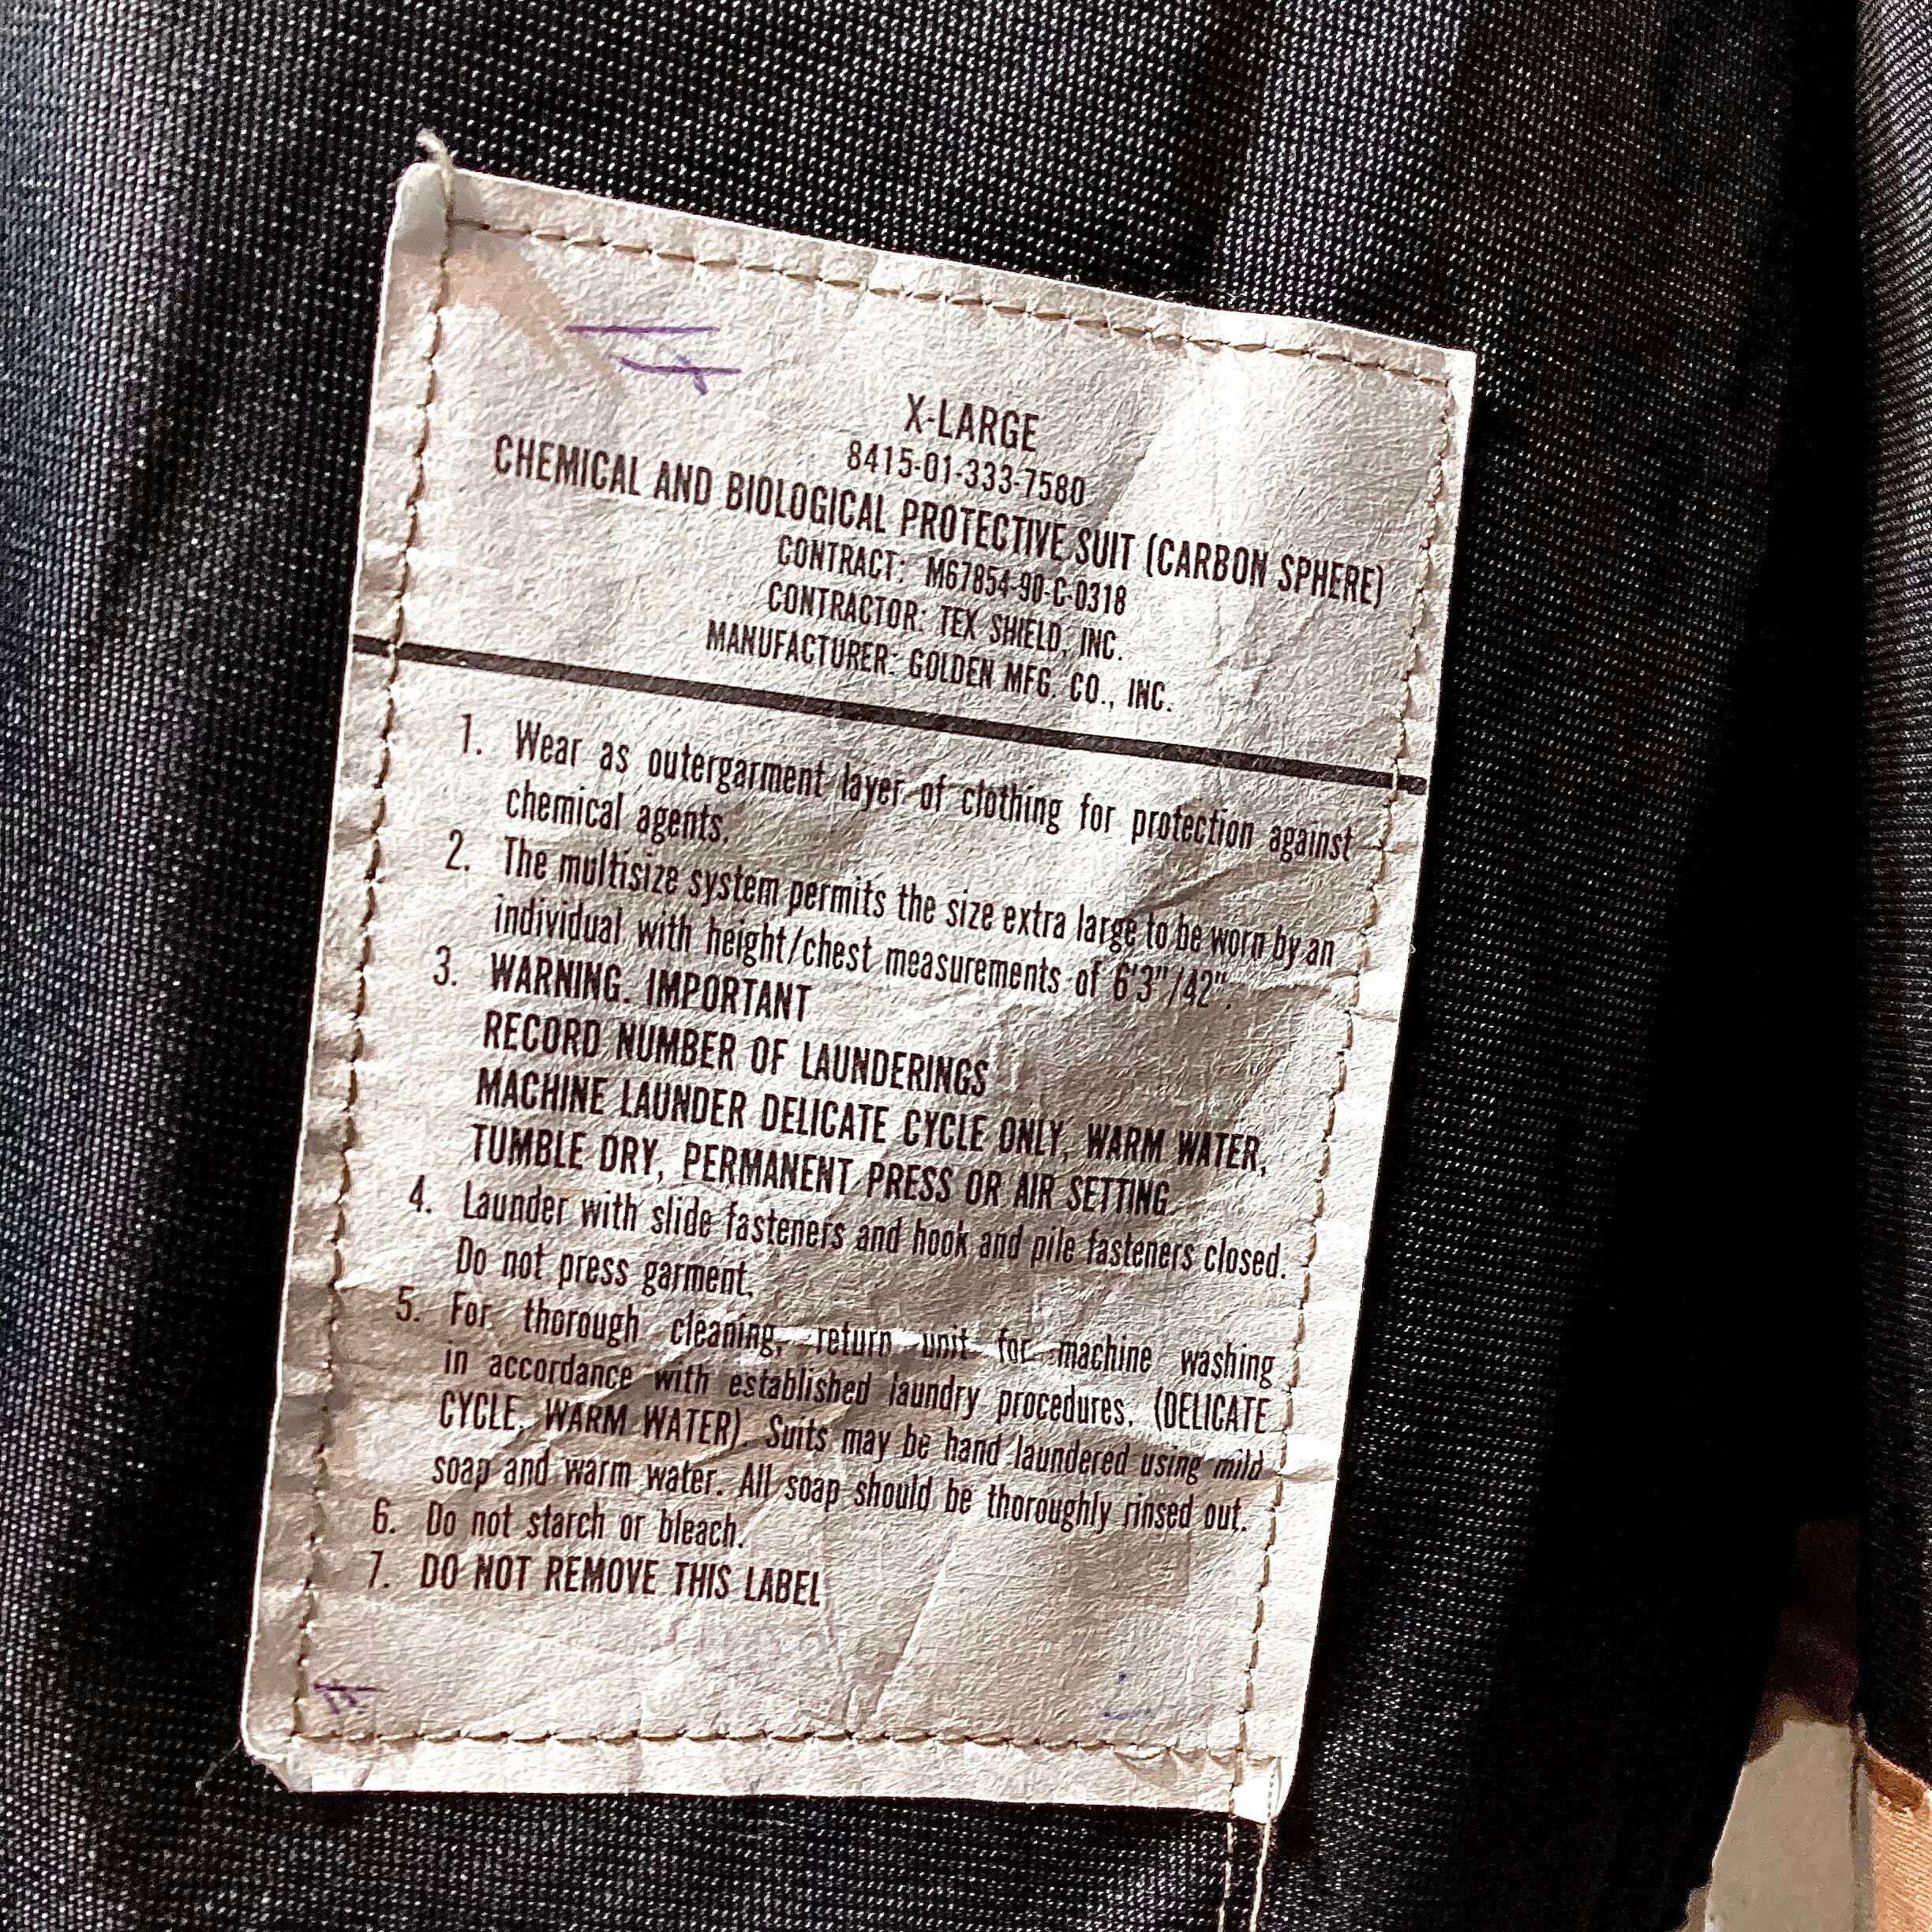 X-LARGE
8415-01-333-7580
CHEMICAL AND BIOLOGICAL PROTECTIVE SUIT (CARBON SPHERE)
CONTRACT: M67854-90-C-0318
CONTRACTOR: TEX SHIELD, INC.
MANUFACTURER: GOLDEN MFG. CO., INC.
1. Wear as outergarment layer of clothing for protection against
chemical agents.
2. The multisize system permits the size extra large to be worn by an
individual with height/chest measurements of 6'3"/42".
3. WARNING. IMPORTANT
RECORD NUMBER OF LAUNDERINGS
MACHINE LAUNDER DELICATE CYCLE ONLY, WARM WATER,
TUMBLE DRY, PERMANENT PRESS OR AIR SETTING.
4. Launder with slide fasteners and hook and pile fasteners closed.
Do not press garment.
5. For thorough cleaning, return unit for machine washing
in accordance with established laundry procedures. (DELICATE
CYCLE, WARM WATER). Suits may be hand laundered using mild
soap and warm water. All soap should be thoroughly rinsed out.
6. Do not starch or bleach.
7. DO NOT REMOVE THIS LABEL